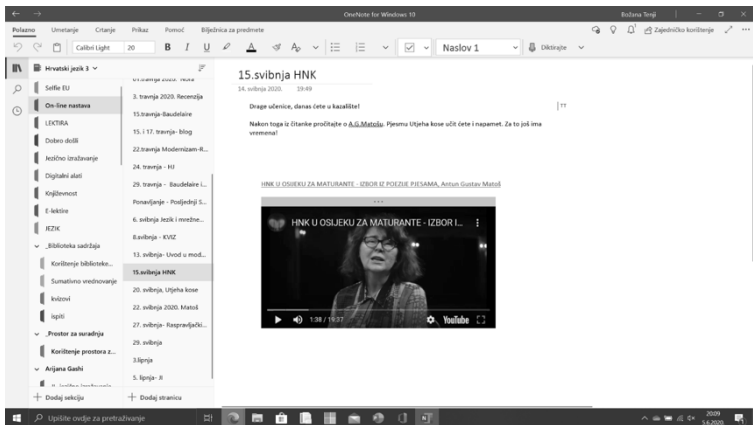 OneNote for Windows 10
Božana Tenji
Polazno Umetanje Crtanje Prikaz Pomoć Bilježnica za predmete
Zajedničko korištenje
Calibri Light 20 B I U A Naslov 1 Diktirajte
Hrvatski jezik 3
Selfie EU
On-line nastava
LEKTIRA
Dobro došli
Jezično izražavanje
Digitalni alati
Književnost
E-lektire
JEZIK
_Biblioteka sadržaja
Korištenje biblioteke...
Sumativno vrednovanje
kvizovi
ispiti
_Prostor za suradnju
Korištenje prostora z...
Arijana Gashi
Dodaj sekciju
3. travnja 2020. Recenzija
15.travnja-Baudelaire
15. i 17. travnja- blog
22.travnja Modernizam-R...
24. travnja - HJ
29. travnja - Baudelaire i...
Ponavljanje - Posljednji S...
6. svibnja Jezik i mrežne...
8.svibnja - KVIZ
13. svibnja- Uvod u mod...
15.svibnja HNK
20. svibnja, Utjeha kose
22. svibnja 2020. Matoš
27. svibnja- Raspravljački...
29. svibnja
3.lipnja
5. lipnja- JI
Dodaj stranicu
15.svibnja HNK
14. svibnja 2020. 19:49
Drage učenice, danas ćete u kazalište!
Nakon toga iz čitanke pročitajte o A.G.Matošu. Pjesmu Utjeha kose učit ćete i napamet. Za to još ima
vremena!
HNK U OSIJEKU ZA MATURANTE - IZBOR IZ POEZIJE PJESAMA, Antun Gustav Matoš
HNK U OSIJEKU ZA MATURANTE - IZBOR I...
1:38 / 19:37
YouTube
Upišite ovdje za pretraživanje
20:09
5.6.2020.